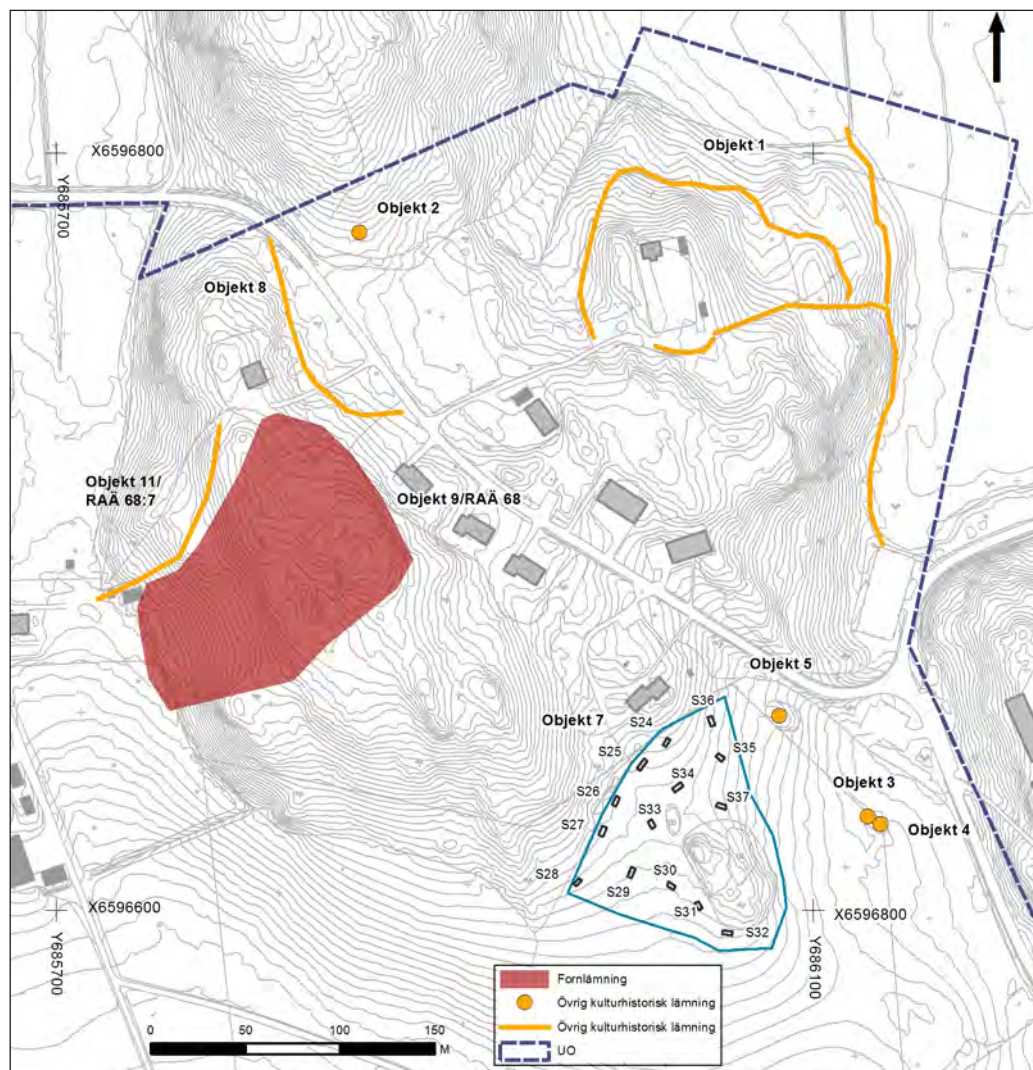 Objekt 1
X6596800
Y685700
Objekt 2
Objekt 8
Objekt 11/
RAÄ 68:7
Objekt 9/RAÄ 68
Objekt 5
Objekt 7
S36
S24
S25
S35
S34
S26
S37
S33
S27
Objekt 3
Objekt 4
S28
S30
S29
S31
S32
X6596600
X6596800
Y685700
Y686100
Fornlämning
Övrig kulturhistorisk lämning
Övrig kulturhistorisk lämning
UO
0 50 100 150
M